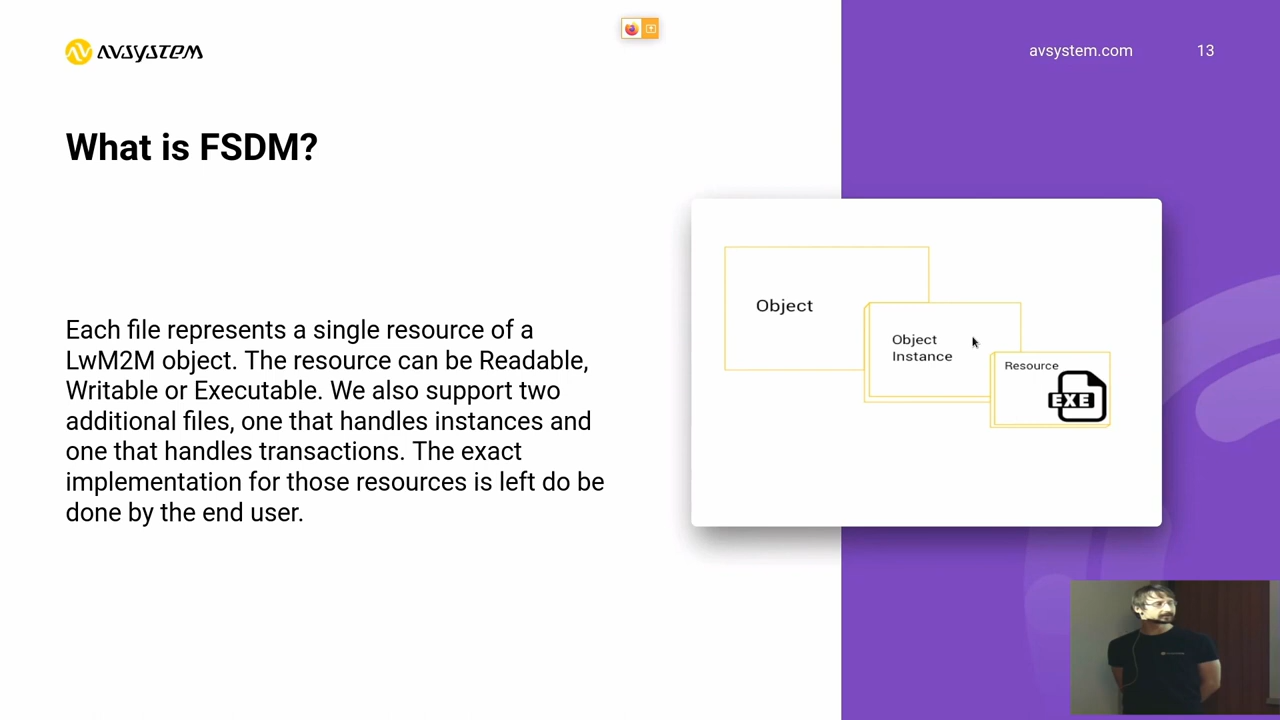 AVSYSTEM
avsystem.com
13
What is FSDM?
Each file represents a single resource of a
LwM2M object. The resource can be Readable,
Writable or Executable. We also support two
additional files, one that handles instances and
one that handles transactions. The exact
implementation for those resources is left do be
done by the end user.
Object
Object
Instance
Resource
EXE